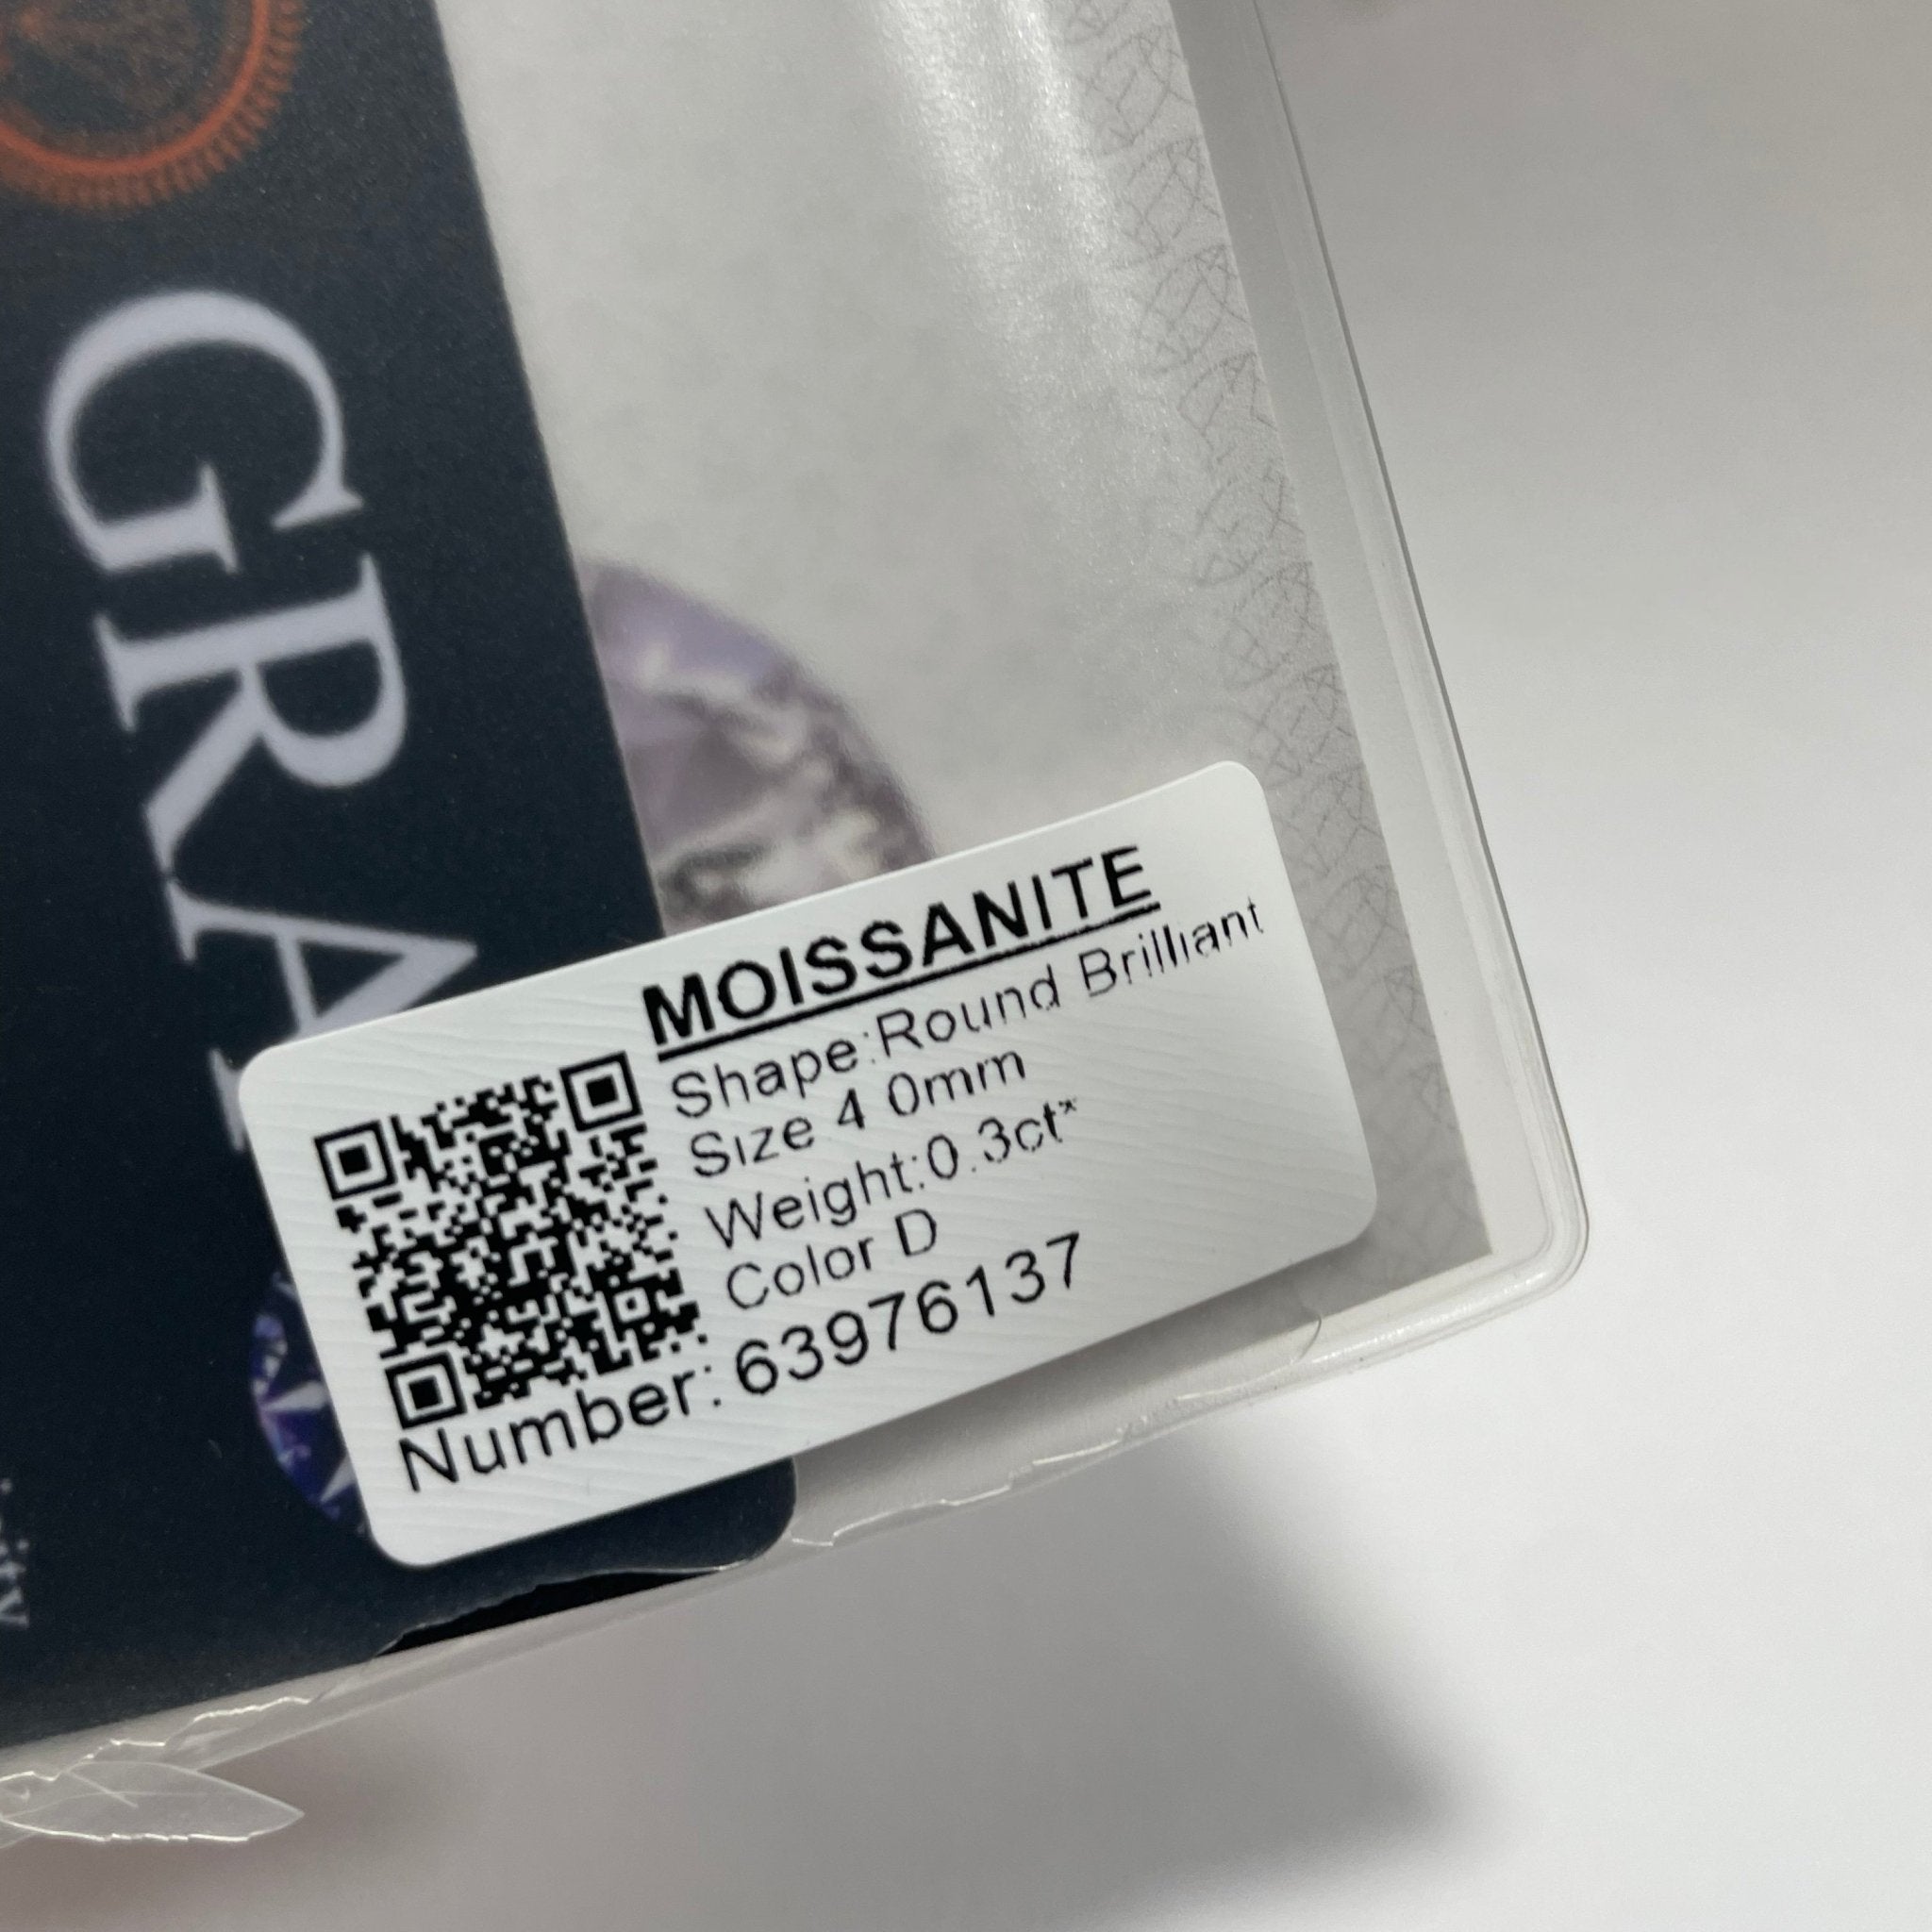 GRA
MOISSANITE
Shape:Round Brilliant
Size 4 0mm
Weight:0.3ct*
Color D
Number: 63976137